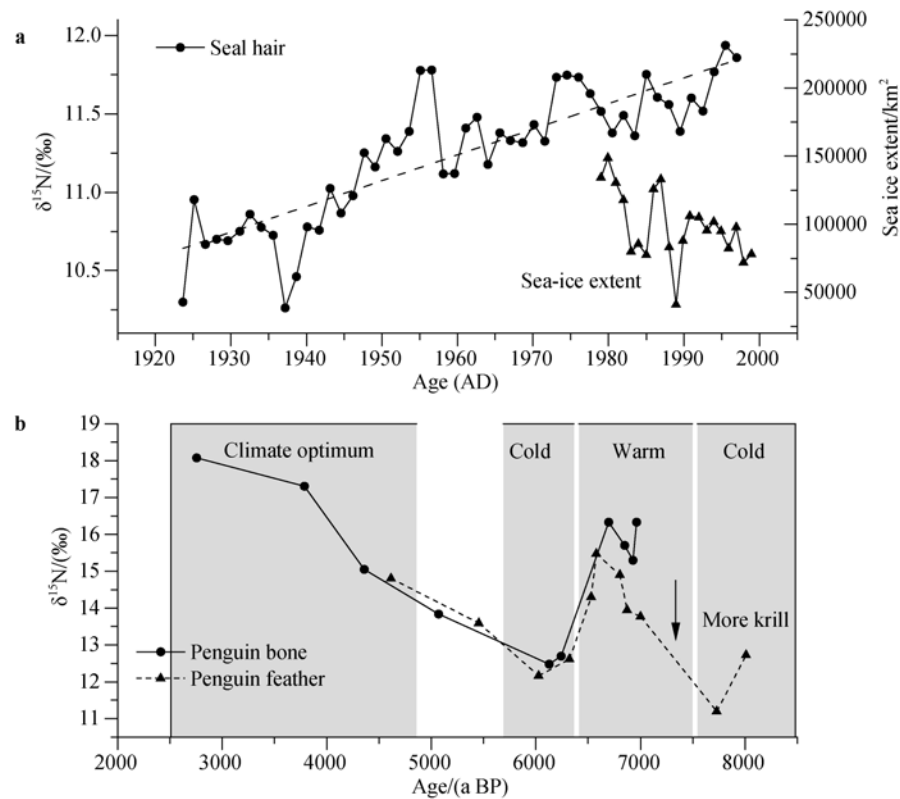 a
Seal hair
12.0
11.5
11.0
10.5
δ¹⁵N/(‰)
250000
200000
150000
100000
50000
Sea ice extent/km²
Sea-ice extent
1920 1930 1940 1950 1960 1970 1980 1990 2000
Age (AD)
b
19
18
17
16
15
14
13
12
11
δ¹⁵N/(‰)
Climate optimum
Cold
Warm
Cold
More krill
Penguin bone
Penguin feather
2000 3000 4000 5000 6000 7000 8000
Age/(a BP)